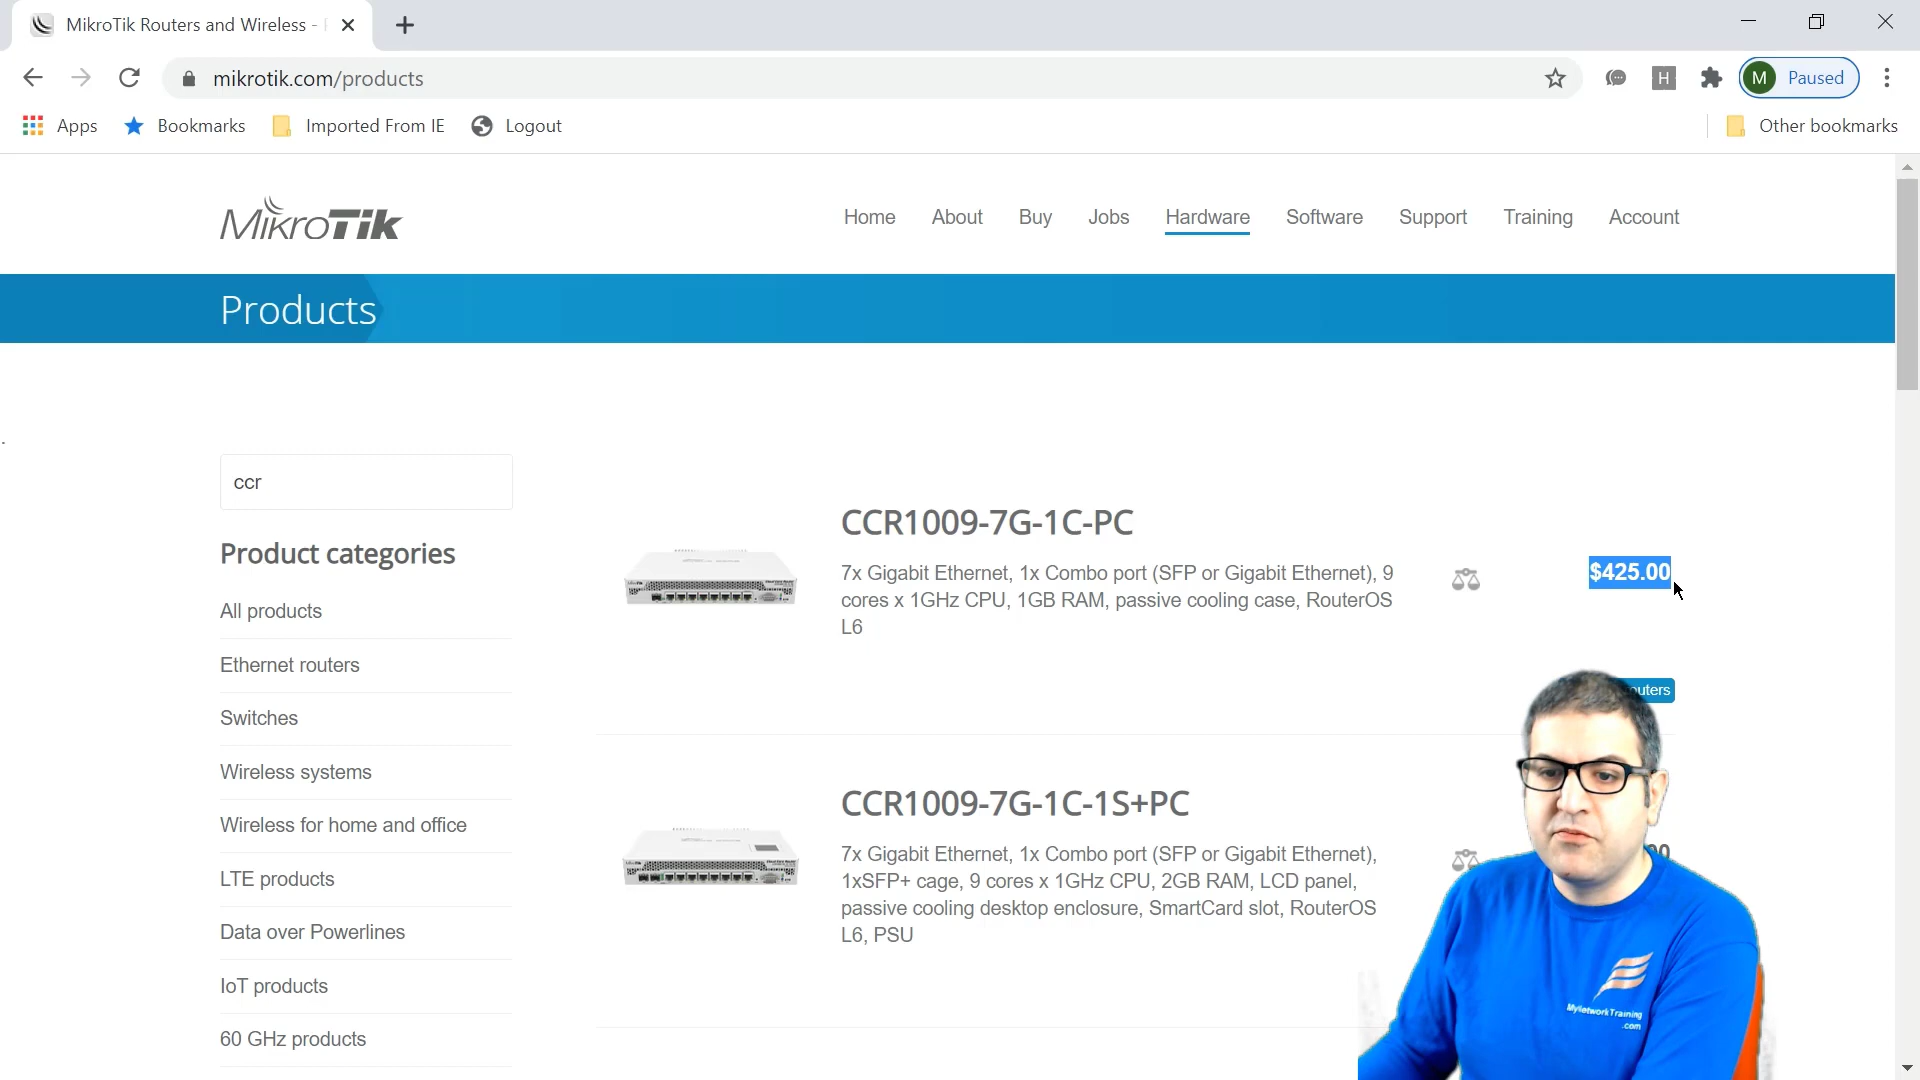 MikroTik Routers and Wireless -
mikrotik.com/products
H
M
Paused
Apps
Bookmarks
Imported From IE
Logout
Other bookmarks
MikroTik
Home
About
Buy
Jobs
Hardware
Software
Support
Training
Account
Products
ccr
Product categories
All products
Ethernet routers
Switches
Wireless systems
Wireless for home and office
LTE products
Data over Powerlines
IoT products
60 GHz products
CCR1009-7G-1C-PC
7x Gigabit Ethernet, 1x Combo port (SFP or Gigabit Ethernet), 9
cores x 1GHz CPU, 1GB RAM, passive cooling case, RouterOS
L6
$425.00
CCR1009-7G-1C-1S+PC
7x Gigabit Ethernet, 1x Combo port (SFP or Gigabit Ethernet),
1xSFP+ cage, 9 cores x 1GHz CPU, 2GB RAM, LCD panel,
passive cooling desktop enclosure, SmartCard slot, RouterOS
L6, PSU
MyNetworkTraining
.com